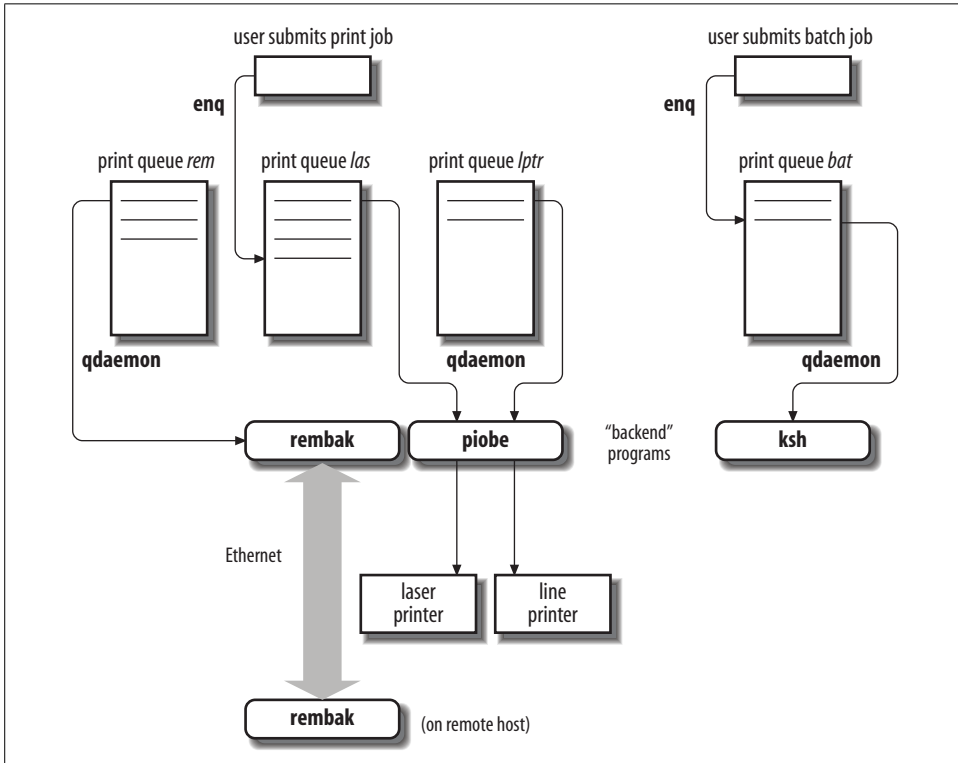 user submits print job
user submits batch job
enq
enq
print queue rem
print queue las
print queue lptr
print queue bat
qdaemon
qdaemon
qdaemon
rembak
piobe
"backend"
programs
ksh
Ethernet
laser
printer
line
printer
rembak
(on remote host)